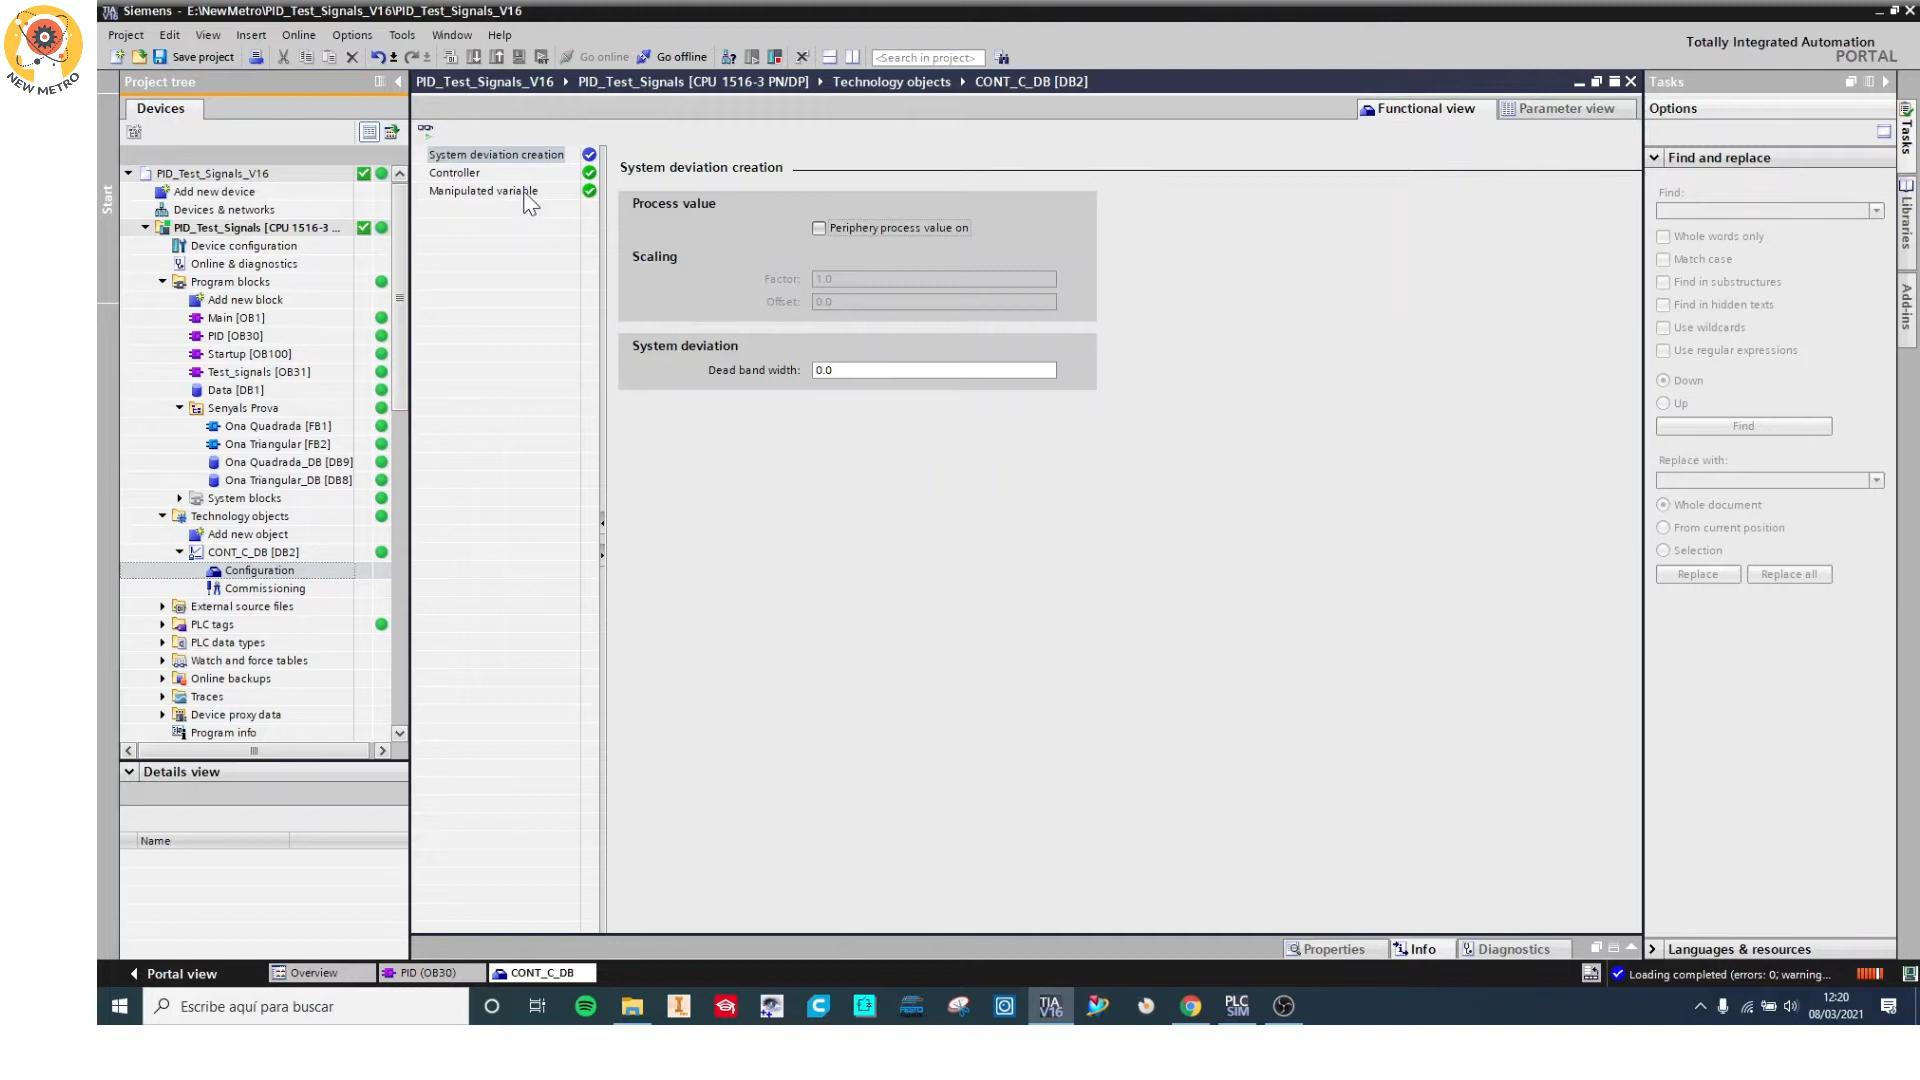 NEW METRO
Siemens - E:\NewMetro\PID_Test_Signals_V16\PID_Test_Signals_V16
Project Edit View Insert Online Options Tools Window Help
Save project Go online Go offline <Search in project>
Totally Integrated Automation
PORTAL
Project tree
PID_Test_Signals_V16 PID_Test_Signals [CPU 1516-3 PN/DP] Technology objects CONT_C_DB [DB2]
Devices
Functional view
Parameter view
Start
PID_Test_Signals_V16
Add new device
Devices & networks
PID_Test_Signals [CPU 1516-3 ...
Device configuration
Online & diagnostics
Program blocks
Add new block
Main [OB1]
PID [OB30]
Startup [OB100]
Test_signals [OB31]
Data [DB1]
Senyals Prova
Ona Quadrada [FB1]
Ona Triangular [FB2]
Ona Quadrada_DB [DB9]
Ona Triangular_DB [DB8]
System blocks
Technology objects
Add new object
CONT_C_DB [DB2]
Configuration
Commissioning
External source files
PLC tags
PLC data types
Watch and force tables
Online backups
Traces
Device proxy data
Program info
Details view
Name
System deviation creation
Controller
Manipulated variable
System deviation creation
Process value
Periphery process value on
Scaling
Factor: 1.0
Offset: 0.0
System deviation
Dead band width: 0.0
Tasks
Options
Find and replace
Find:
Whole words only
Match case
Find in substructures
Find in hidden texts
Use wildcards
Use regular expressions
Down
Up
Find
Replace with:
Whole document
From current position
Selection
Replace Replace all
Languages & resources
Tasks
Libraries
Add-ins
Properties Info Diagnostics
Portal view Overview PID (OB30) CONT_C_DB
Loading completed (errors: 0; warning...
Escribe aquí para buscar
FESTO
TIA
V16
PLC
SIM
12:20
08/03/2021